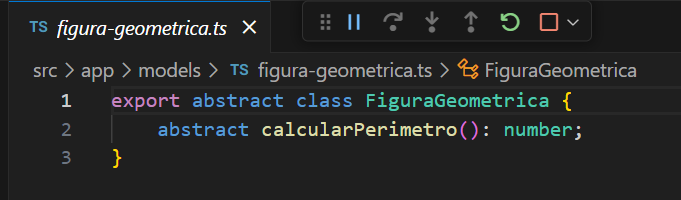 TS figura-geometrica.ts
src > app > models > TS figura-geometrica.ts > FiguraGeometrica
1 export abstract class FiguraGeometrica {
2     abstract calcularPerimetro(): number;
3 }